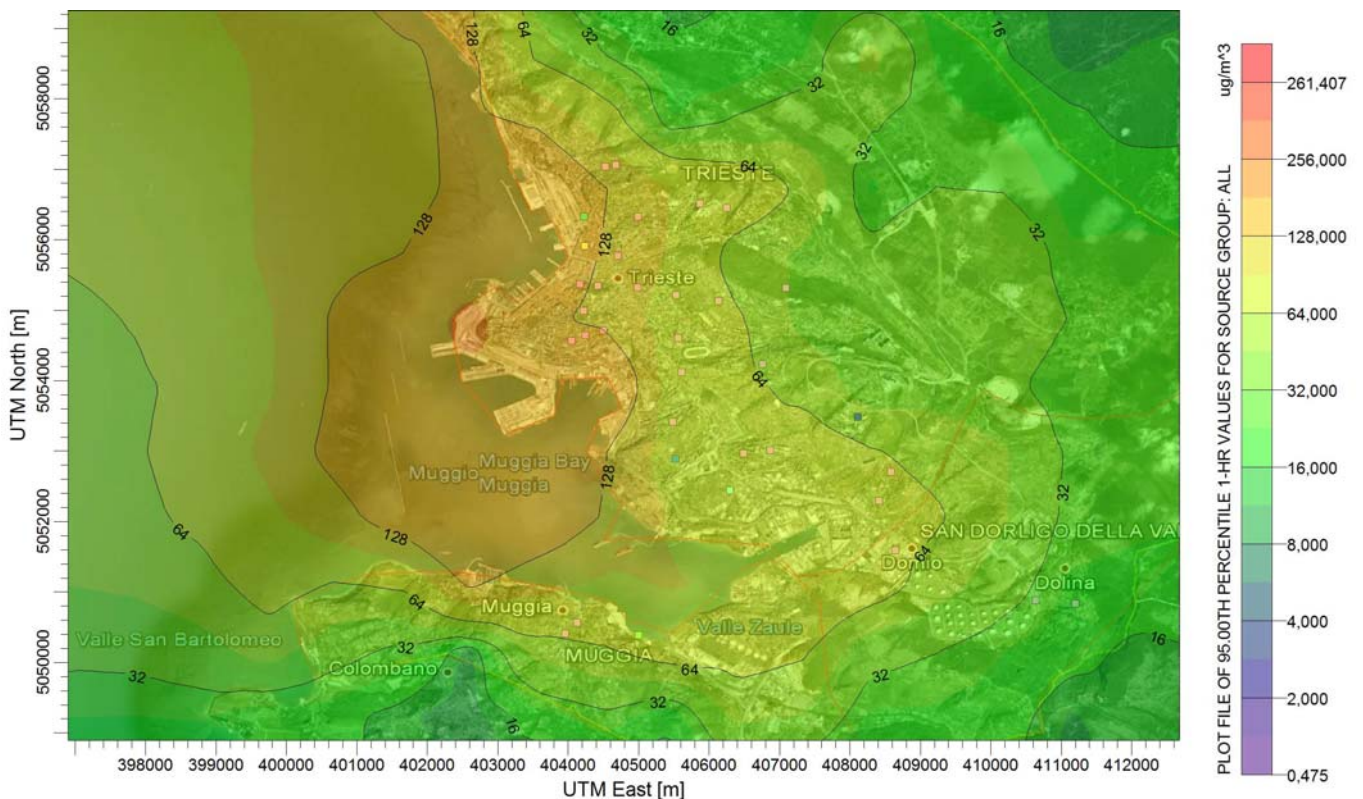 128
64
32
16
16
32
32
64
128
128
32
64
64
128
32
64
128
64
32
32
64
32
32
16
16
TRIESTE
Trieste
Muggio
Muggia Bay
Muggia
SAN DORLIGO DELLA VA
Domio
Dolina
Muggia
Valle Zaule
Valle San Bartolomeo
MUGGIA
Colombano
5058000
5056000
5054000
5052000
5050000
UTM North [m]
398000 399000 400000 401000 402000 403000 404000 405000 406000 407000 408000 409000 410000 411000 412000
UTM East [m]
PLOT FILE OF 95.00TH PERCENTILE 1-HR VALUES FOR SOURCE GROUP: ALL
ug/m^3
261,407
256,000
128,000
64,000
32,000
16,000
8,000
4,000
2,000
0,475